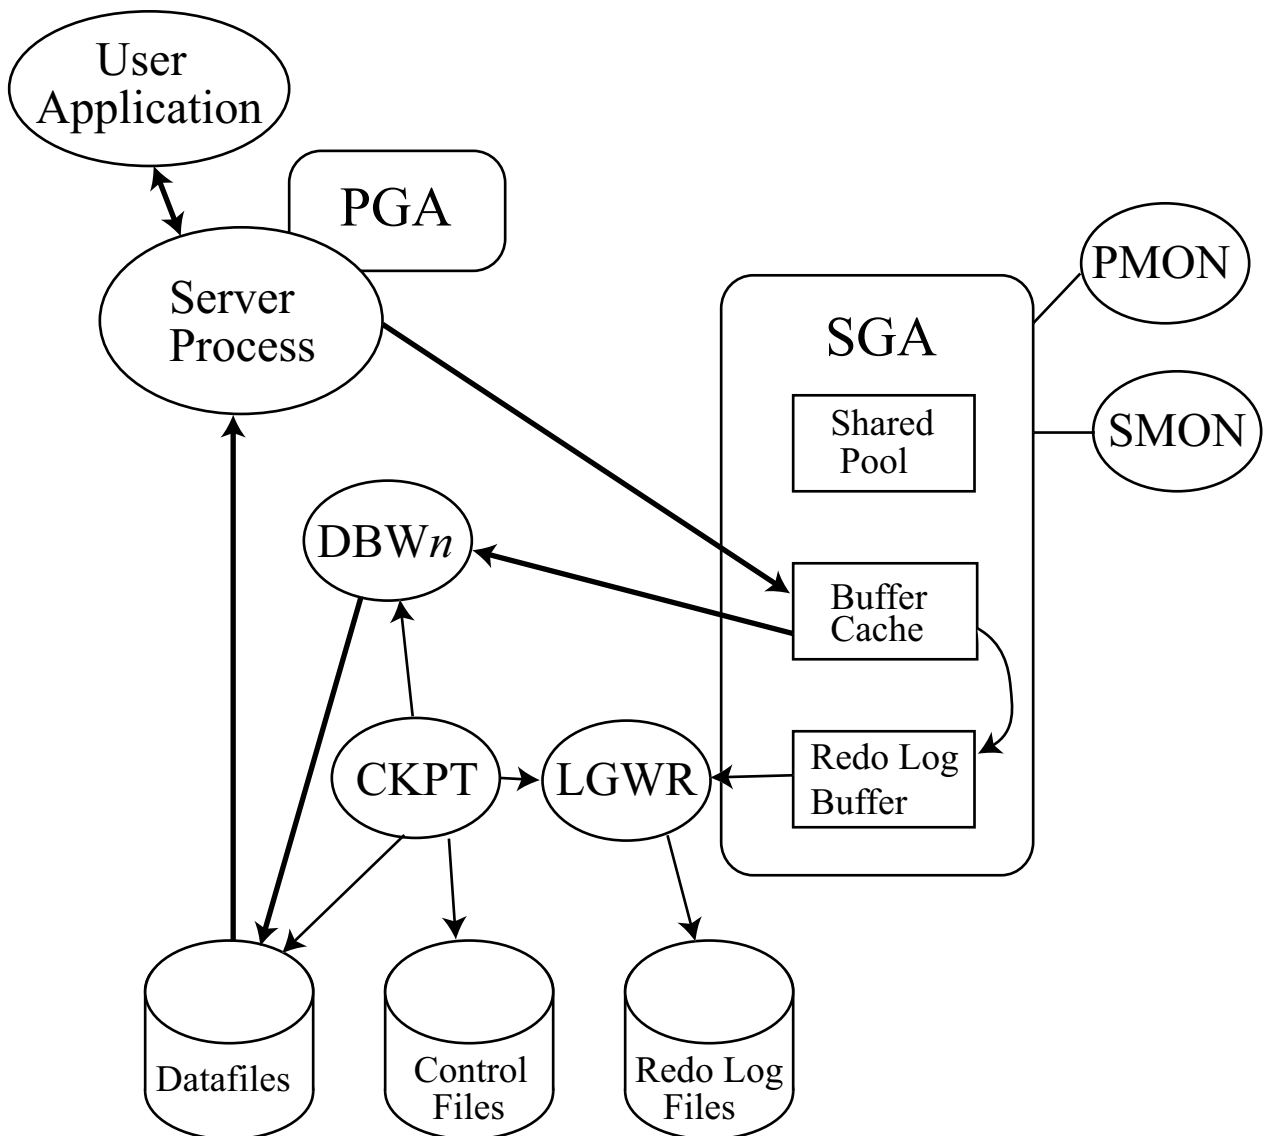 User
Application
PGA
Server
Process
SGA
PMON
Shared
Pool
SMON
DBWn
Buffer
Cache
CKPT
LGWR
Redo Log
Buffer
Datafiles
Control
Files
Redo Log
Files